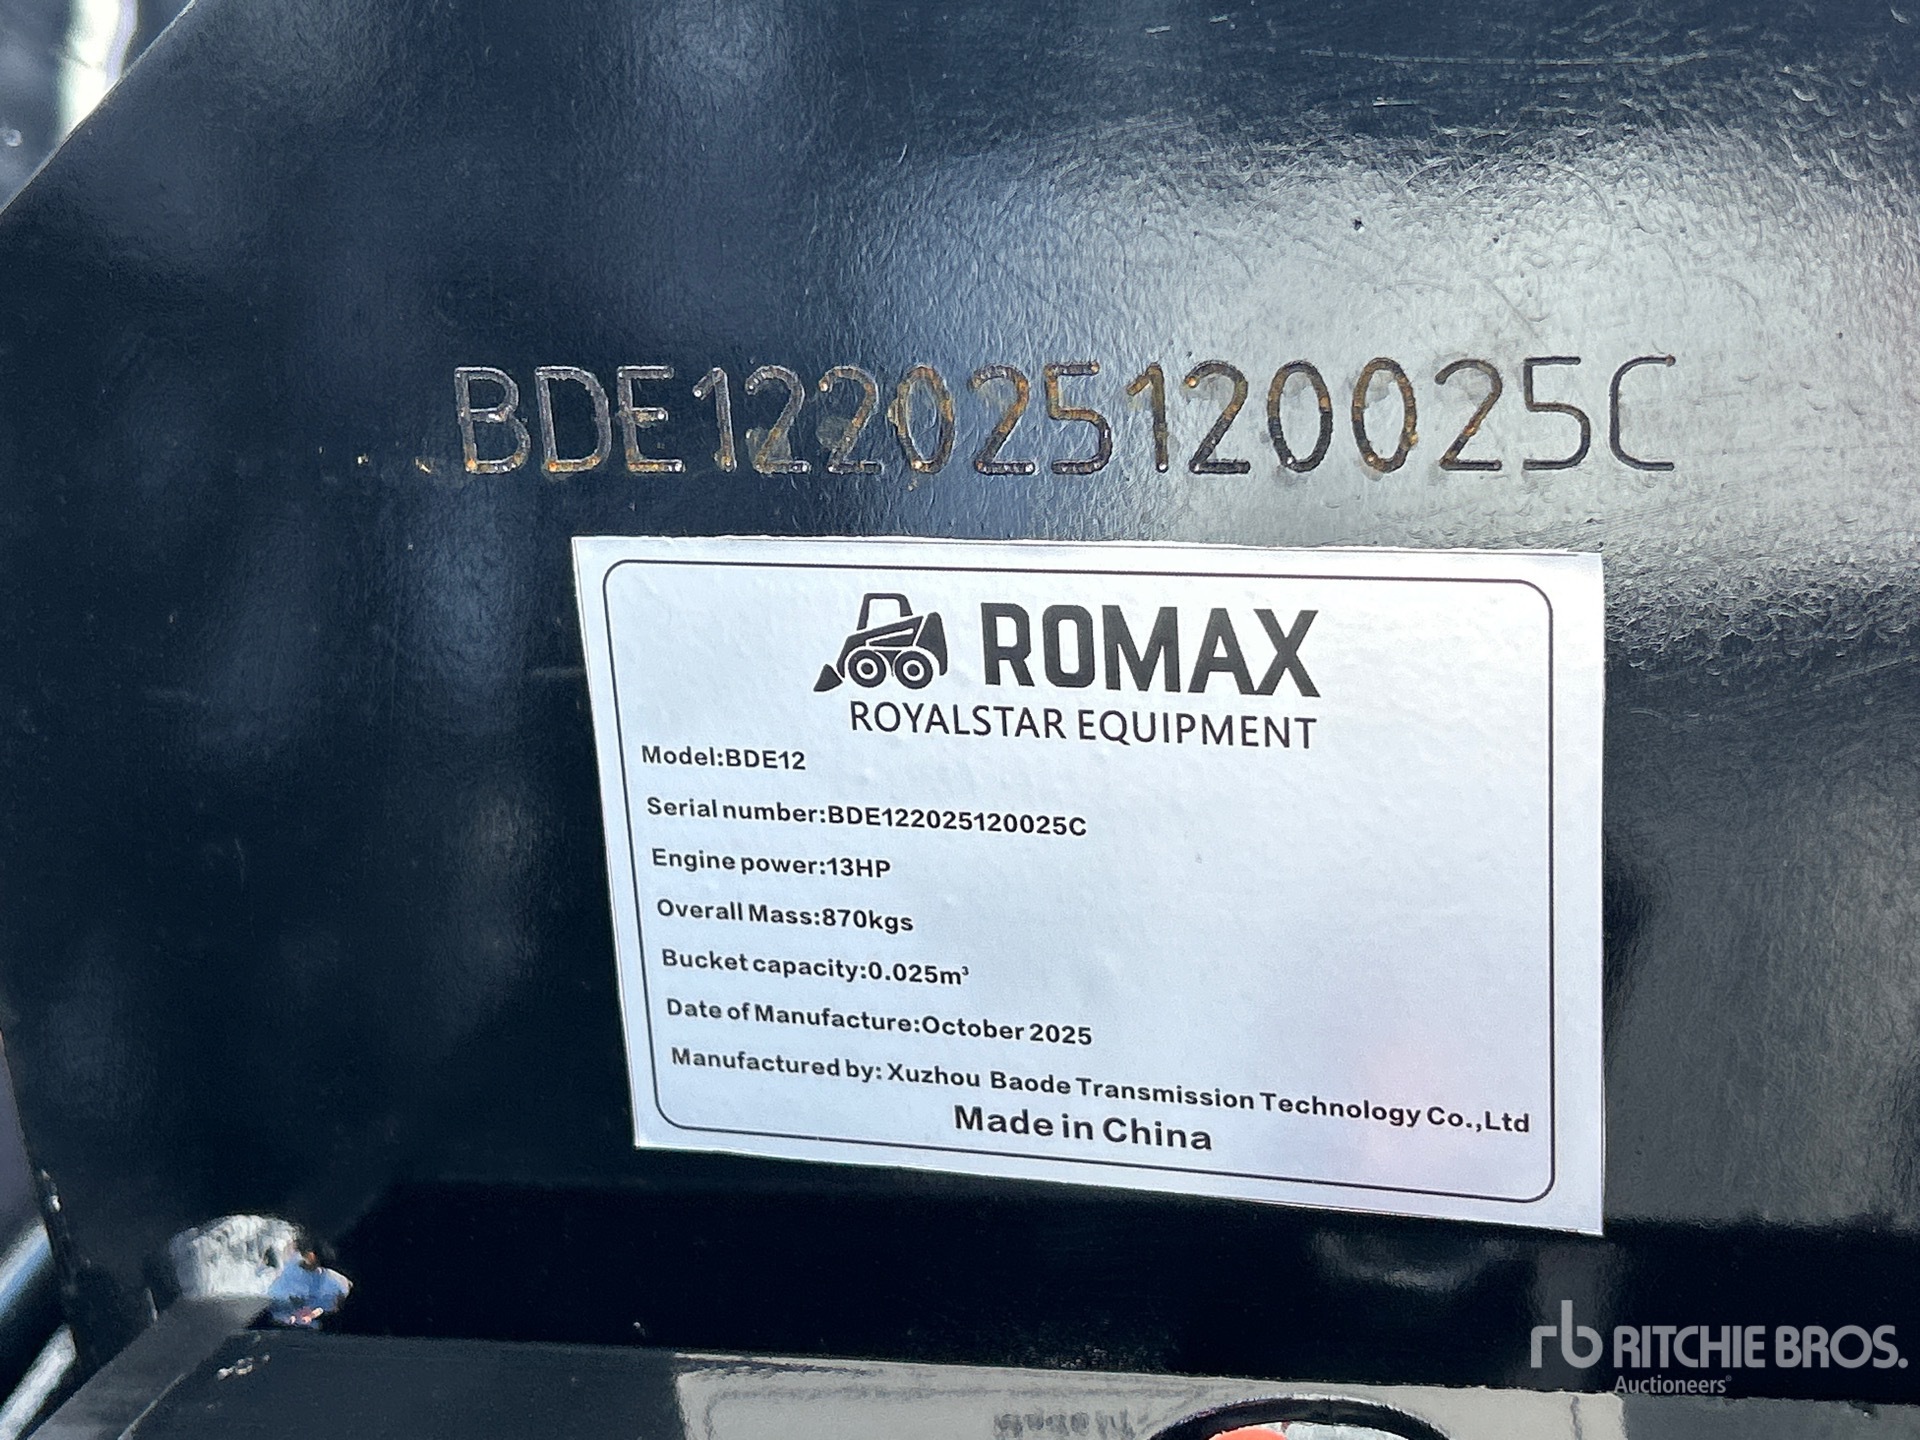 BDE122025120025C
ROMAX
ROYALSTAR EQUIPMENT
Model:BDE12
Serial number:BDE122025120025C
Engine power:13HP
Overall Mass:870kgs
Bucket capacity:0.025m³
Date of Manufacture:October 2025
Manufactured by: Xuzhou Baode Transmission Technology Co.,Ltd
Made in China
rb RITCHIE BROS.
Auctioneers®